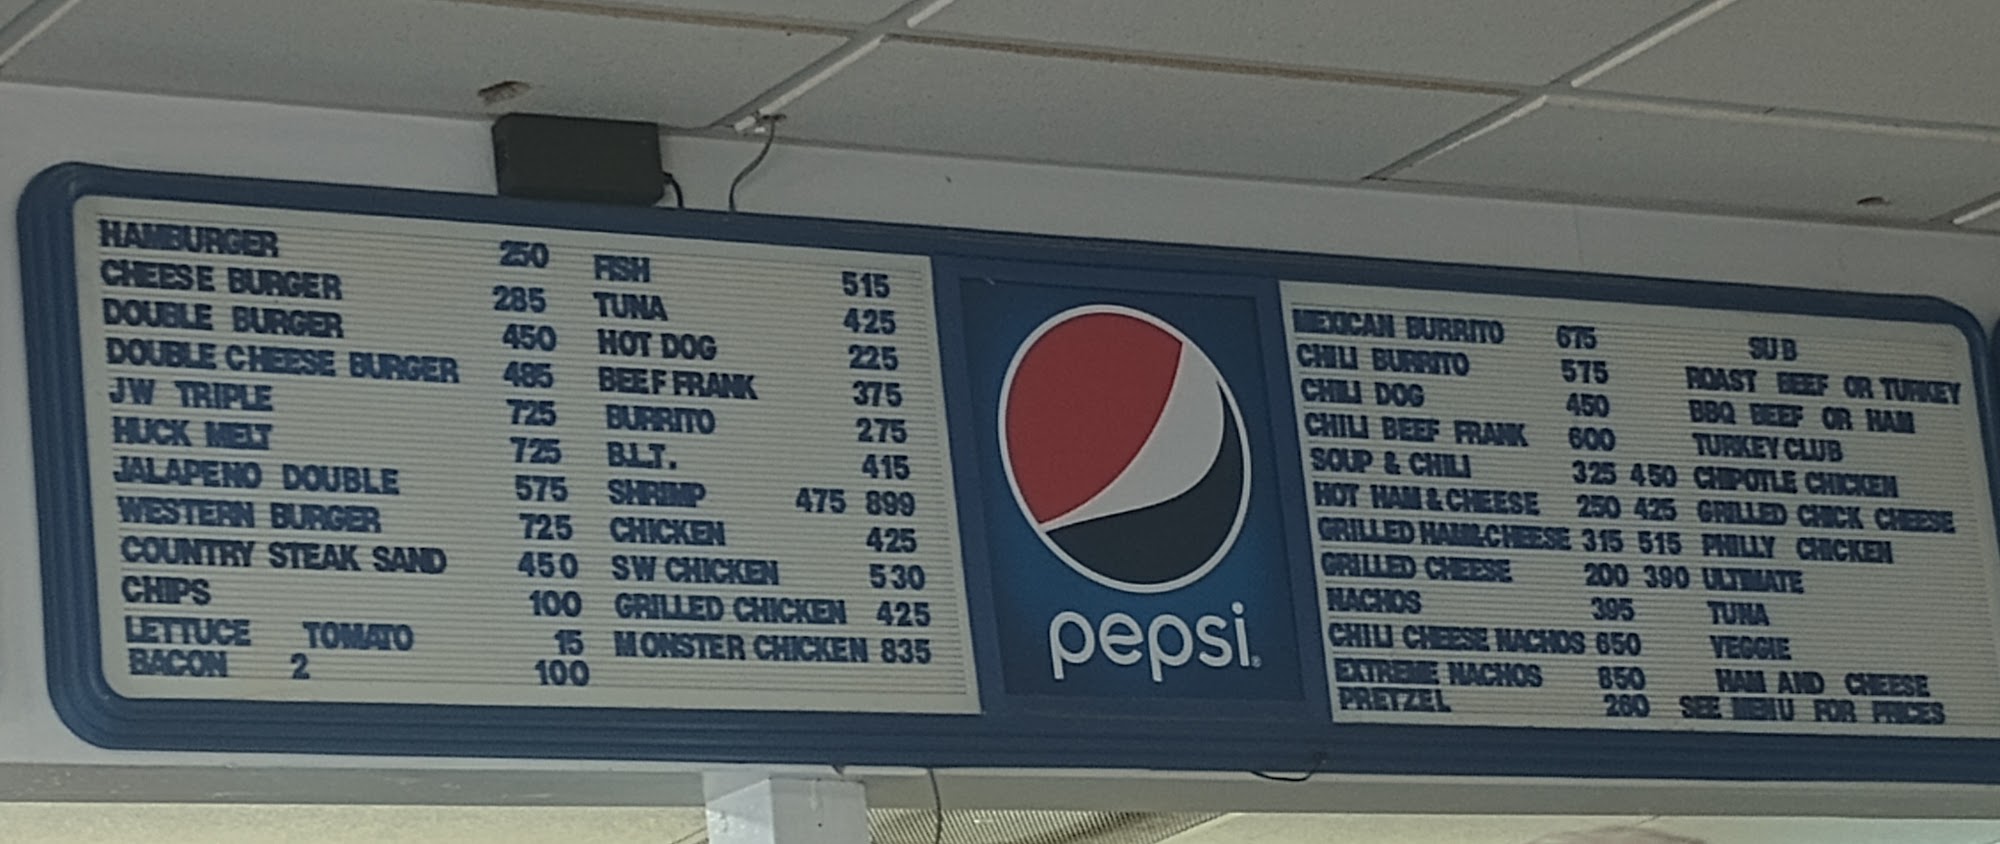 HAMBURGER 250
CHEESE BURGER 285
DOUBLE BURGER 450
DOUBLE CHEESE BURGER 485
JW TRIPLE 725
HUCK MELT 725
JALAPENO DOUBLE 575
WESTERN BURGER 725
COUNTRY STEAK SAND 450
CHIPS 100
LETTUCE TOMATO 15
BACON 2 100
FISH 515
TUNA 425
HOT DOG 225
BEEF FRANK 375
BURRITO 275
B.L.T. 415
SHRIMP 475 899
CHICKEN 425
SW CHICKEN 530
GRILLED CHICKEN 425
MONSTER CHICKEN 835
pepsi
MEXICAN BURRITO 675
CHILI BURRITO 575
CHILI DOG 450
CHILI BEEF FRANK 600
SOUP & CHILI 325 450
HOT HAM & CHEESE 250 425
GRILLED HAM&CHEESE 315 515
GRILLED CHEESE 200 390
NACHOS 395
CHILI CHEESE NACHOS 650
EXTREME NACHOS 850
PRETZEL 260
SUB
ROAST BEEF OR TURKEY
BBQ BEEF OR HAM
TURKEY CLUB
CHIPOTLE CHICKEN
GRILLED CHICK CHEESE
PHILLY CHICKEN
ULTIMATE
TUNA
VEGGIE
HAM AND CHEESE
SEE MENU FOR PRICES